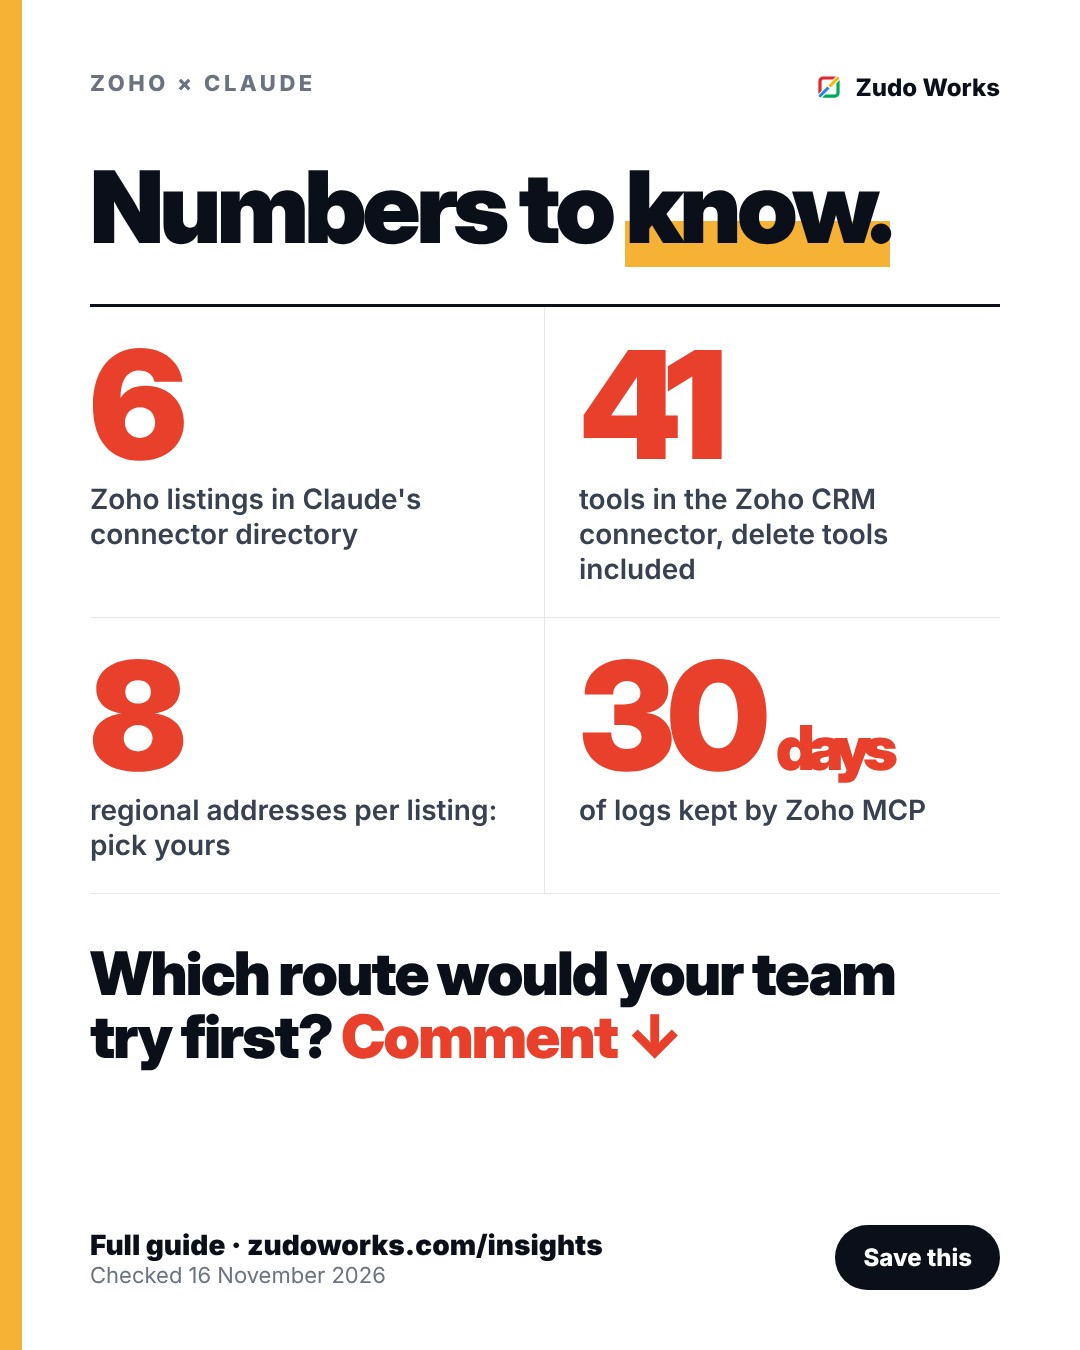 ZOHO × CLAUDE
Zudo Works
Numbers to know.
6
Zoho listings in Claude's
connector directory
41
tools in the Zoho CRM
connector, delete tools
included
8
regional addresses per listing:
pick yours
30 days
of logs kept by Zoho MCP
Which route would your team
try first? Comment ↓
Full guide · zudoworks.com/insights
Checked 16 November 2026
Save this